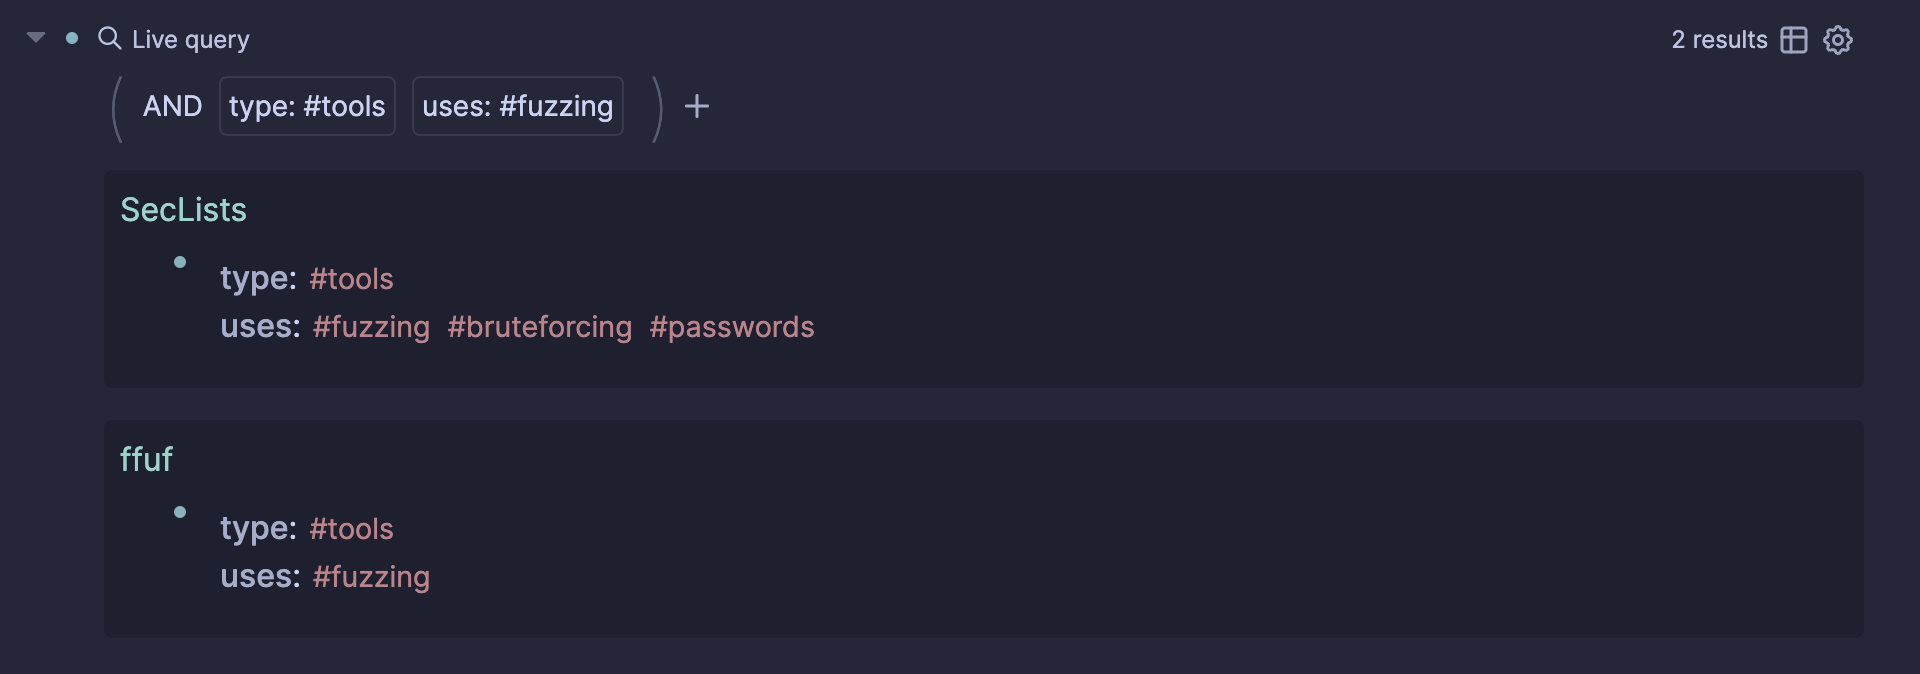 Live query 2 results
AND type: #tools uses: #fuzzing
SecLists
type: #tools
uses: #fuzzing #bruteforcing #passwords
ffuf
type: #tools
uses: #fuzzing